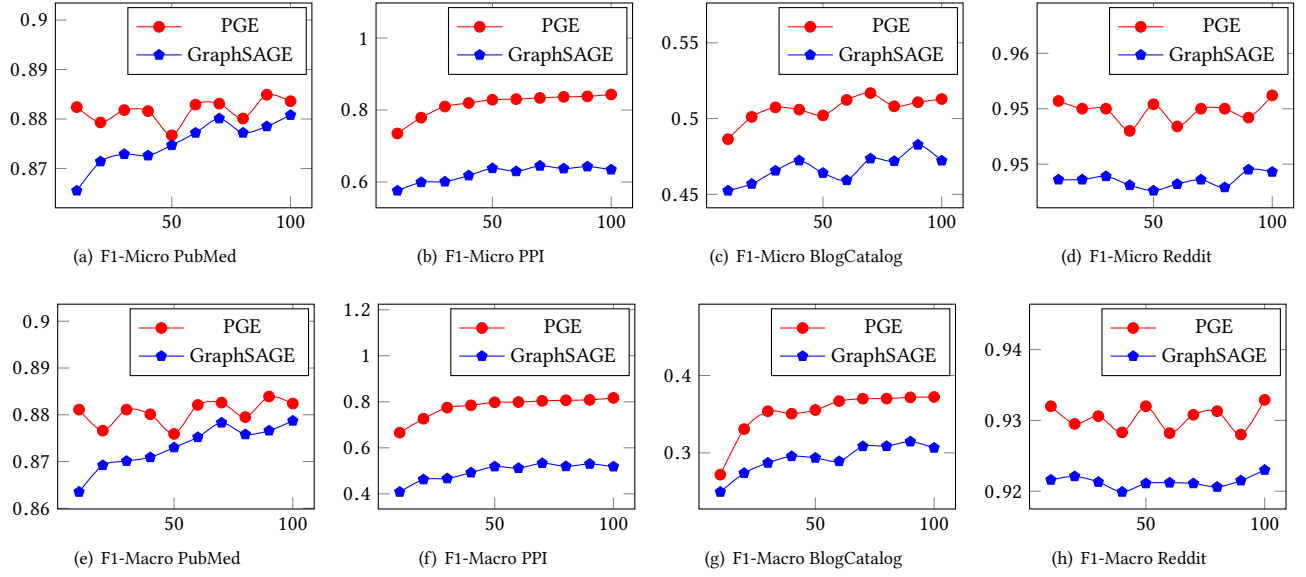 0.9
0.89
0.88
0.87
50
100
PGE
GraphSAGE
(a) F1-Micro PubMed
1
0.8
0.6
50
100
PGE
GraphSAGE
(b) F1-Micro PPI
0.55
0.5
0.45
50
100
PGE
GraphSAGE
(c) F1-Micro BlogCatalog
0.96
0.95
0.95
50
100
PGE
GraphSAGE
(d) F1-Micro Reddit
0.9
0.89
0.88
0.87
0.86
50
100
PGE
GraphSAGE
(e) F1-Macro PubMed
1.2
1
0.8
0.6
0.4
50
100
PGE
GraphSAGE
(f) F1-Macro PPI
0.4
0.3
50
100
PGE
GraphSAGE
(g) F1-Macro BlogCatalog
0.94
0.93
0.92
50
100
PGE
GraphSAGE
(h) F1-Macro Reddit